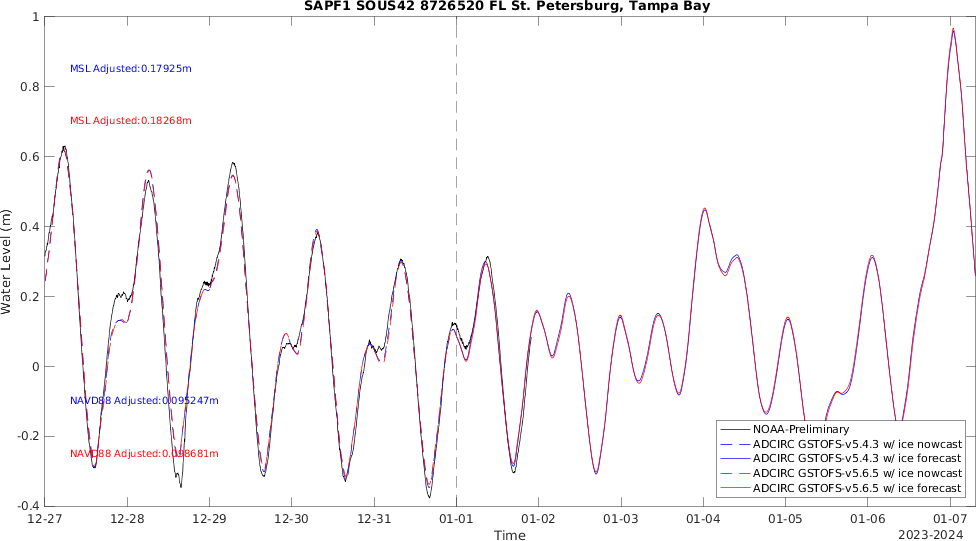 SAPF1 SOUS42 8726520 FL St. Petersburg, Tampa Bay
1
0.8
0.6
0.4
0.2
0
-0.2
-0.4
Water Level (m)
MSL Adjusted:0.17925m
MSL Adjusted:0.18268m
NAVD88 Adjusted:0.095247m
NAVD88 Adjusted:0.098681m
NOAA-Preliminary
ADCIRC GSTOFS-v5.4.3 w/ ice nowcast
ADCIRC GSTOFS-v5.4.3 w/ ice forecast
ADCIRC GSTOFS-v5.6.5 w/ ice nowcast
ADCIRC GSTOFS-v5.6.5 w/ ice forecast
12-27 12-28 12-29 12-30 12-31 01-01 01-02 01-03 01-04 01-05 01-06 01-07
Time
2023-2024